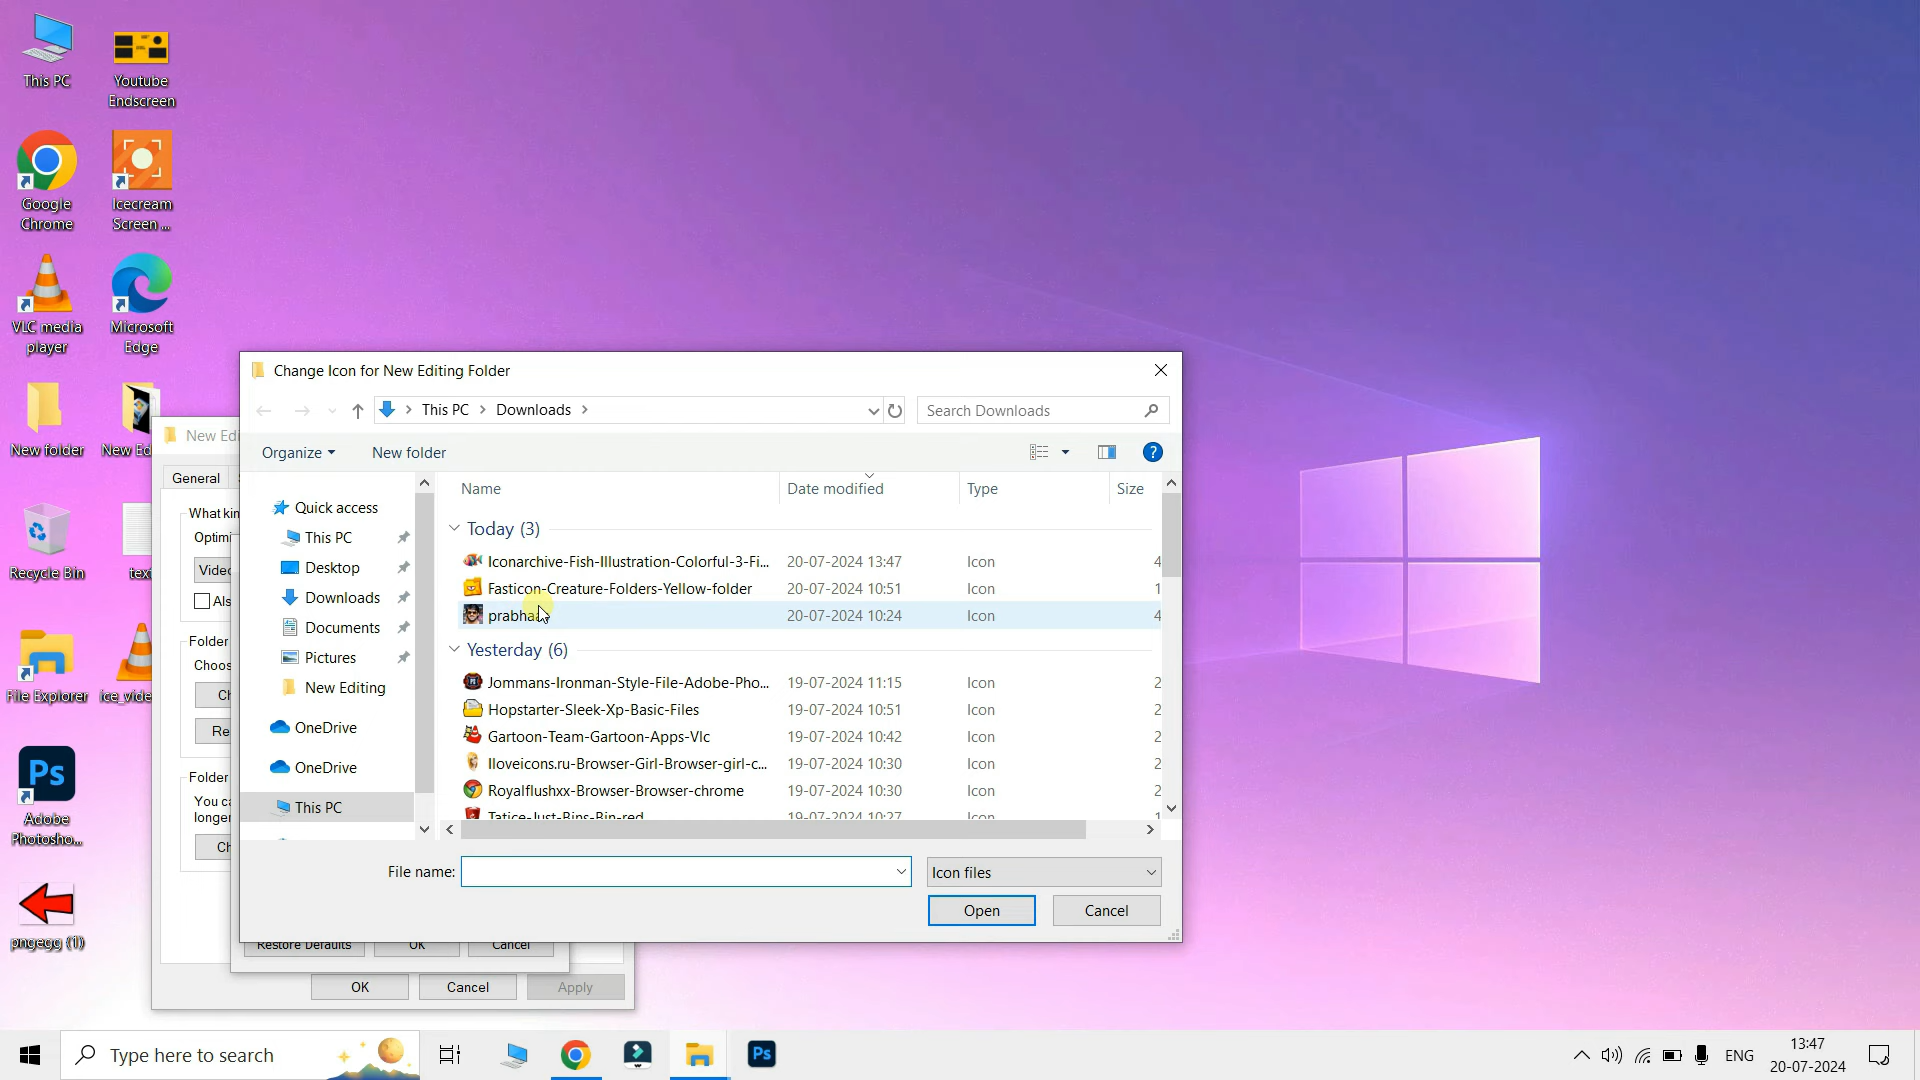 This PC
Youtube
Endscreen
Google
Chrome
Icecream
Screen ...
VLC media
player
Microsoft
Edge
New folder
New Ed
Recycle Bin
text
File Explorer
ice_vide
Adobe
Photosho...
pngegg (1)
New Edi
General
What kin
Optimi
Video
Als
Folder
Choos
Ch
Re
Folder
You ca
longer
Ch
Change Icon for New Editing Folder
This PC > Downloads >
Search Downloads
Organize
New folder
Quick access
This PC
Desktop
Downloads
Documents
Pictures
New Editing
OneDrive
OneDrive
This PC
Name Date modified Type Size
Today (3)
Iconarchive-Fish-Illustration-Colorful-3-Fi... 20-07-2024 13:47 Icon 4
Fasticon-Creature-Folders-Yellow-folder 20-07-2024 10:51 Icon 1
20-07-2024 10:24 Icon 4
Yesterday (6)
Jommans-Ironman-Style-File-Adobe-Pho... 19-07-2024 11:15 Icon 2
Hopstarter-Sleek-Xp-Basic-Files 19-07-2024 10:51 Icon 2
Gartoon-Team-Gartoon-Apps-Vlc 19-07-2024 10:42 Icon 2
Iloveicons.ru-Browser-Girl-Browser-girl-c... 19-07-2024 10:30 Icon 2
Royalflushxx-Browser-Browser-chrome 19-07-2024 10:30 Icon 2
Tatice-Just-Bins-Bin-red 19-07-2024 10:27 Icon 1
File name:
Icon files
Open
Cancel
Restore Defaults OK Cancel
OK Cancel Apply
Type here to search
ENG
13:47
20-07-2024